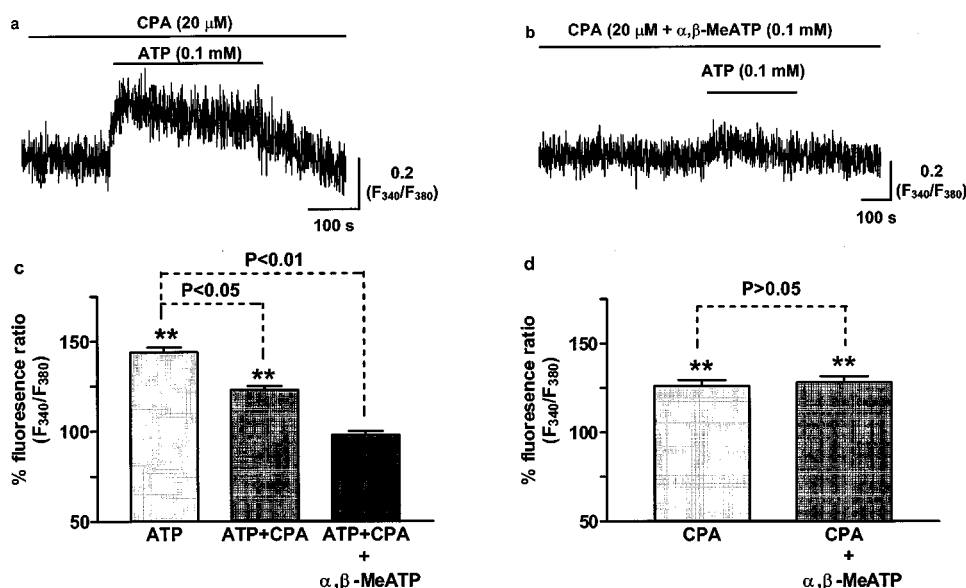 a
CPA (20 μM)
ATP (0.1 mM)
0.2
(F340/F380)
100 s
b
CPA (20 μM + α,β-MeATP (0.1 mM)
ATP (0.1 mM)
0.2
(F340/F380)
100 s
c
P<0.01
P<0.05
% fluoresence ratio
(F340/F380)
150
100
50
**
**
ATP
ATP+CPA
ATP+CPA
+
α,β-MeATP
d
P>0.05
% fluoresence ratio
(F340/F380)
175
150
125
100
75
50
**
**
CPA
CPA
+
α,β-MeATP